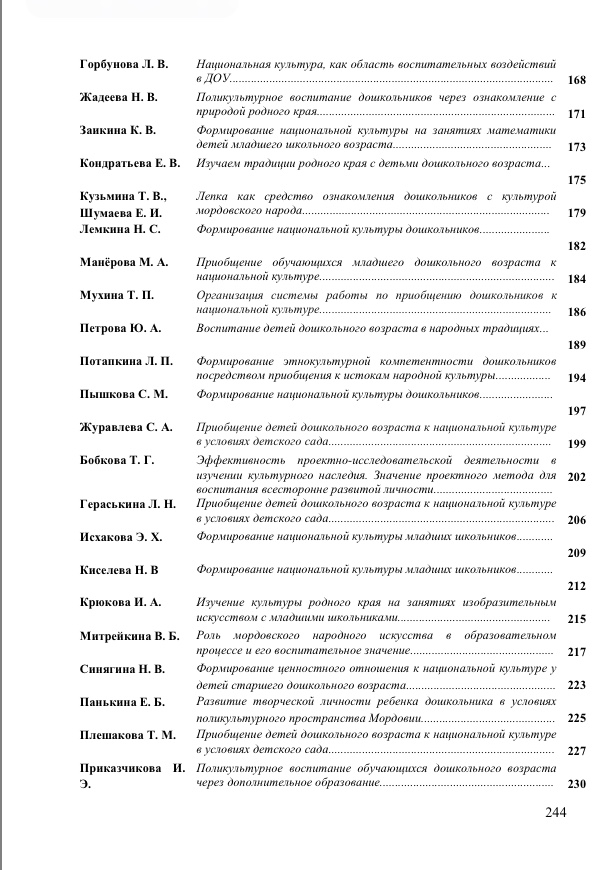 Горбунова Л. В. Национальная культура, как область воспитательных воздействий
в ДОУ............................................................................................................ 168
Жадеева Н. В. Поликультурное воспитание дошкольников через ознакомление с
природой родного края............................................................................... 171
Заикина К. В. Формирование национальной культуры на занятиях математики
детей младшего школьного возраста..................................................... 173
Кондратьева Е. В. Изучаем традиции родного края с детьми дошкольного возраста...
175
Кузьмина Т. В., Лепка как средство ознакомления дошкольников с культурой
Шумаева Е. И. мордовского народа................................................................................... 179
Лемкина Н. С. Формирование национальной культуры дошкольников.......................
182
Манёрова М. А. Приобщение обучающихся младшего дошкольного возраста к
национальной культуре.............................................................................. 184
Мухина Т. П. Организация системы работы по приобщению дошкольников к
национальной культуре............................................................................. 186
Петрова Ю. А. Воспитание детей дошкольного возраста в народных традициях...
189
Потапкина Л. П. Формирование этнокультурной компетентности дошкольников
посредством приобщения к истокам народной культуры.................. 194
Пышкова С. М. Формирование национальной культуры дошкольников........................
197
Журавлева С. А. Приобщение детей дошкольного возраста к национальной культуре
в условиях детского сада.......................................................................... 199
Бобкова Т. Г. Эффективность проектно-исследовательской деятельности в
изучении культурного наследия. Значение проектного метода для 202
воспитания всесторонне развитой личности.......................................
Гераськина Л. Н. Приобщение детей дошкольного возраста к национальной культуре
в условиях детского сада........................................................................... 206
Исхакова Э. Х. Формирование национальной культуры младших школьников............
209
Киселева Н. В Формирование национальной культуры младших школьников............
212
Крюкова И. А. Изучение культуры родного края на занятиях изобразительным
искусством с младшими школьниками................................................... 215
Митрейкина В. Б. Роль мордовского народного искусства в образовательном
процессе и его воспитательное значение................................................ 217
Синягина Н. В. Формирование ценностного отношения к национальной культуре у
детей старшего дошкольного возраста................................................. 223
Панькина Е. Б. Развитие творческой личности ребенка дошкольника в условиях
поликультурного пространства Мордовии............................................ 225
Плешакова Т. М. Приобщение детей дошкольного возраста к национальной культуре
в условиях детского сада........................................................................... 227
Приказчикова И. Поликультурное воспитание обучающихся дошкольного возраста
Э. через дополнительное образование......................................................... 230
244